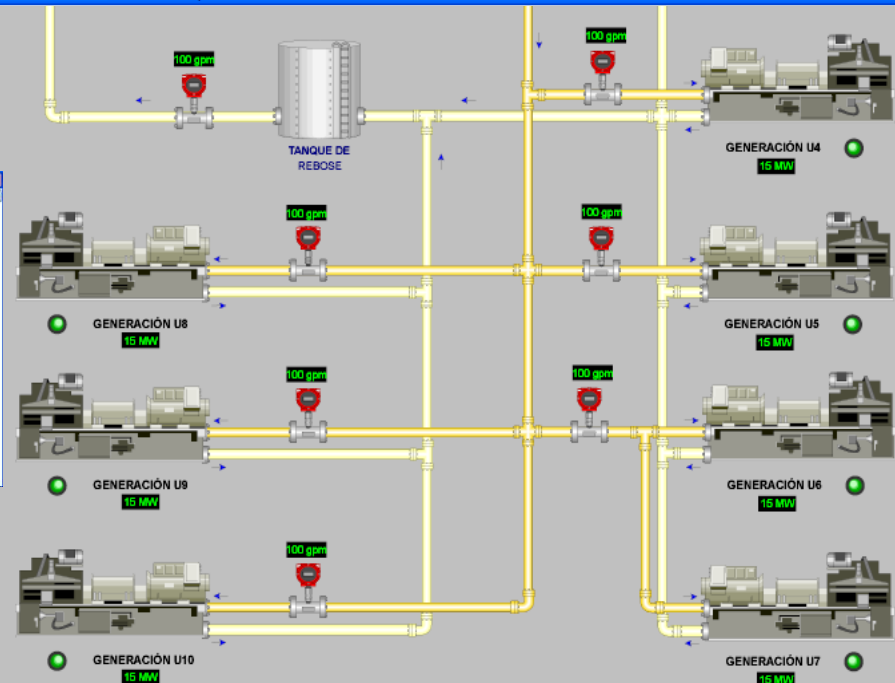 100 gpm
100 gpm
TANQUE DE
REBOSE
GENERACIÓN U4
15 MW
100 gpm
100 gpm
GENERACIÓN U8
15 MW
GENERACIÓN U5
15 MW
100 gpm
100 gpm
GENERACIÓN U9
15 MW
GENERACIÓN U6
15 MW
100 gpm
GENERACIÓN U10
15 MW
GENERACIÓN U7
15 MW